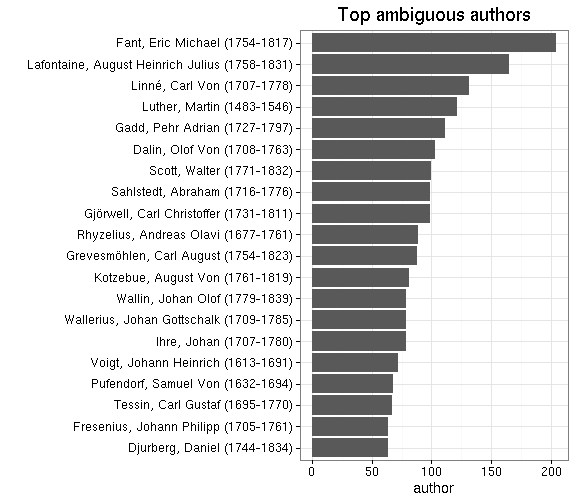 Top ambiguous authors
Fant, Eric Michael (1754-1817)
Lafontaine, August Heinrich Julius (1758-1831)
Linné, Carl Von (1707-1778)
Luther, Martin (1483-1546)
Gadd, Pehr Adrian (1727-1797)
Dalin, Olof Von (1708-1763)
Scott, Walter (1771-1832)
Sahlstedt, Abraham (1716-1776)
Gjörwell, Carl Christoffer (1731-1811)
Rhyzelius, Andreas Olavi (1677-1761)
Grevesmöhlen, Carl August (1754-1823)
Kotzebue, August Von (1761-1819)
Wallin, Johan Olof (1779-1839)
Wallerius, Johan Gottschalk (1709-1785)
Ihre, Johan (1707-1780)
Voigt, Johann Heinrich (1613-1691)
Pufendorf, Samuel Von (1632-1694)
Tessin, Carl Gustaf (1695-1770)
Fresenius, Johann Philipp (1705-1761)
Djurberg, Daniel (1744-1834)
0 50 100 150 200
author